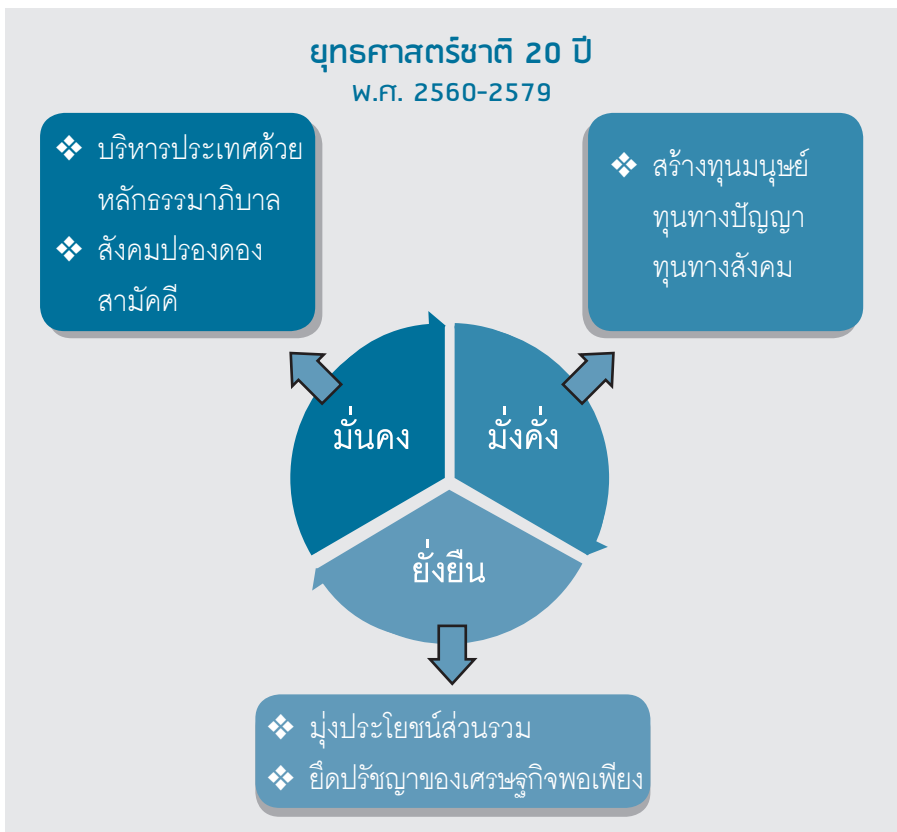 ยุทธศาสตร์ชาติ 20 ปี
พ.ศ. 2560-2579
❖ บริหารประเทศด้วย
หลักธรรมาภิบาล
❖ สังคมปรองดอง
สามัคคี
❖ สร้างทุนมนุษย์
ทุนทางปัญญา
ทุนทางสังคม
มั่นคง
มั่งคั่ง
ยั่งยืน
❖ มุ่งประโยชน์ส่วนรวม
❖ ยึดปรัชญาของเศรษฐกิจพอเพียง